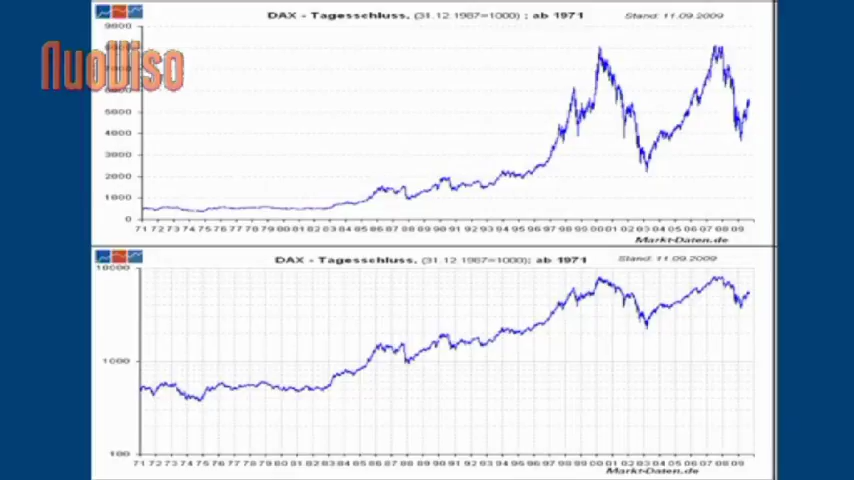 DAX - Tagesschluss, (31.12.1987=1000) ; ab 1971 Stand: 11.09.2009
NuoViso
9800
5800
4800
3800
2800
1800
0
71 72 73 74 75 76 77 78 79 80 81 82 83 84 85 86 87 88 89 90 91 92 93 94 95 96 97 98 99 00 01 02 03 04 05 06 07 08 09
Markt-Daten.de
DAX - Tagesschluss, (31.12.1987=1000); ab 1971 Stand: 11.09.2009
10000
1000
100
71 72 73 74 75 76 77 78 79 80 81 82 83 84 85 86 87 88 89 90 91 92 93 94 95 96 97 98 99 00 01 02 03 04 05 06 07 08 09
Markt-Daten.de